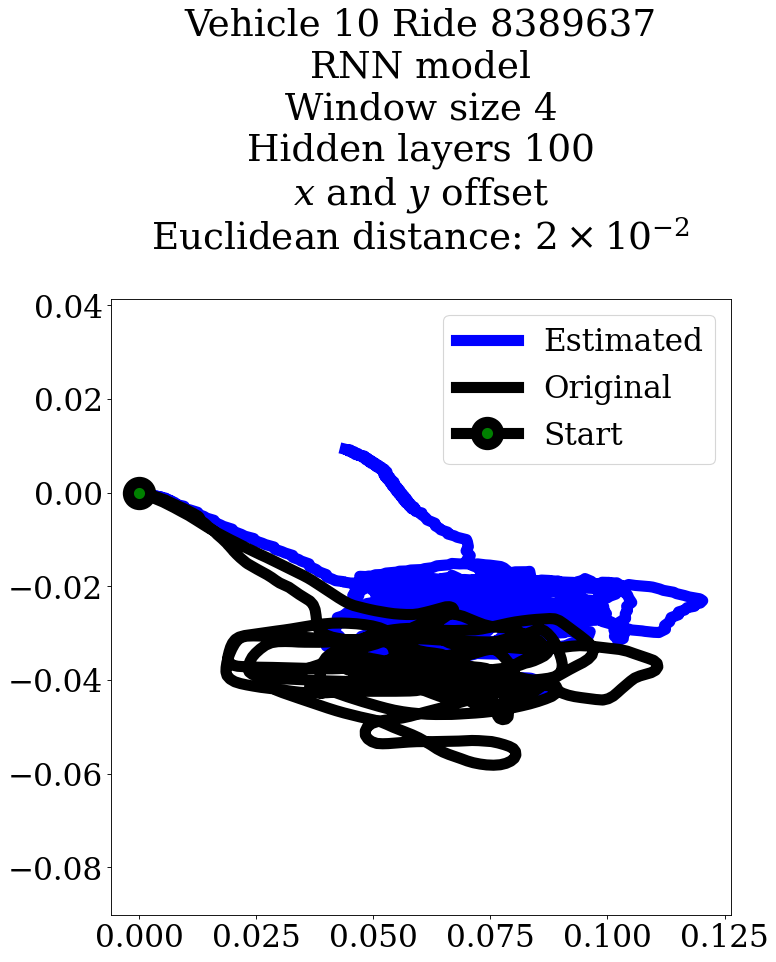 Vehicle 10 Ride 8389637
RNN model
Window size 4
Hidden layers 100
x and y offset
Euclidean distance: 2 × 10⁻²
Estimated
Original
Start
0.04
0.02
0.00
−0.02
−0.04
−0.06
−0.08
0.000 0.025 0.050 0.075 0.100 0.125